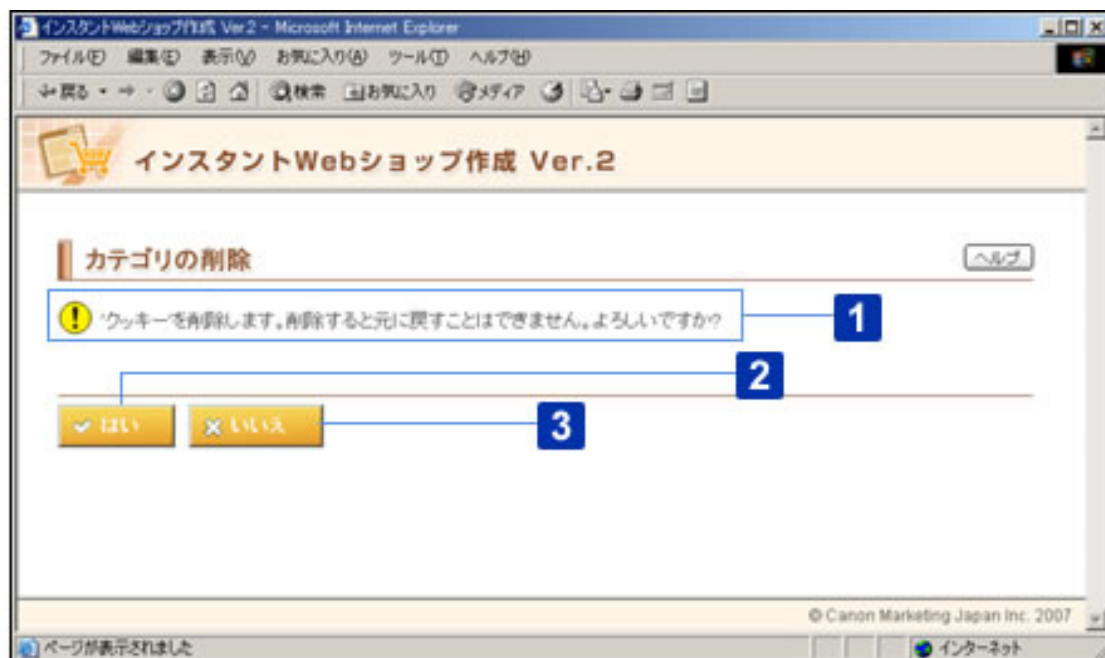 インスタントWebショップ作成 Ver.2 - Microsoft Internet Explorer
ファイル(F) 編集(E) 表示(V) お気に入り(A) ツール(T) ヘルプ(H)
戻る 検索 お気に入り メディア
インスタントWebショップ作成 Ver.2
カテゴリの削除
ヘルプ
'クッキー'を削除します。削除すると元に戻すことはできません。よろしいですか?
1
2
はい いいえ
3
© Canon Marketing Japan Inc. 2007
ページが表示されました インターネット